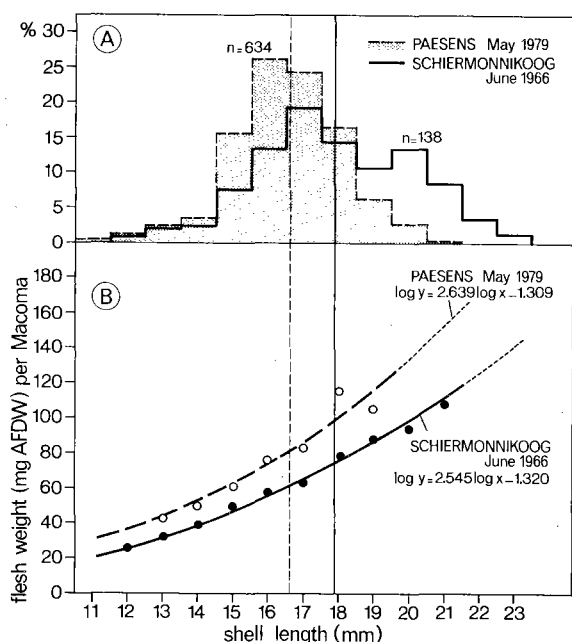 % 30
A
n=634
PAESENS May 1979
SCHIERMONNIKOOG
June 1966
25
n=138
20
15
10
5
0
180
B
PAESENS May 1979
log y = 2.639 log x – 1.309
160
140
120
100
80
SCHIERMONNIKOOG
June 1966
log y = 2.545 log x – 1.320
60
40
20
00
flesh weight (mg AFDW) per Macoma
11 12 13 14 15 16 17 18 19 20 21 22 23
shell length (mm)